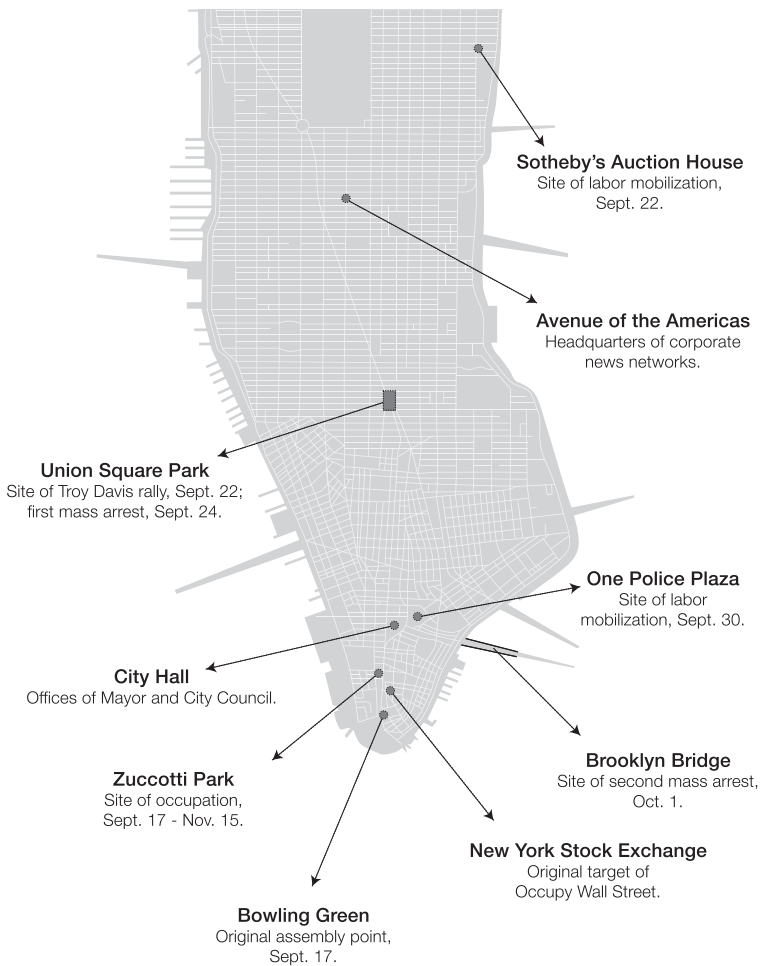 Sotheby's Auction House
Site of labor mobilization,
Sept. 22.
Avenue of the Americas
Headquarters of corporate
news networks.
Union Square Park
Site of Troy Davis rally, Sept. 22;
first mass arrest, Sept. 24.
One Police Plaza
Site of labor
mobilization, Sept. 30.
City Hall
Offices of Mayor and City Council.
Brooklyn Bridge
Site of second mass arrest,
Oct. 1.
Zuccotti Park
Site of occupation,
Sept. 17 - Nov. 15.
New York Stock Exchange
Original target of
Occupy Wall Street.
Bowling Green
Original assembly point,
Sept. 17.